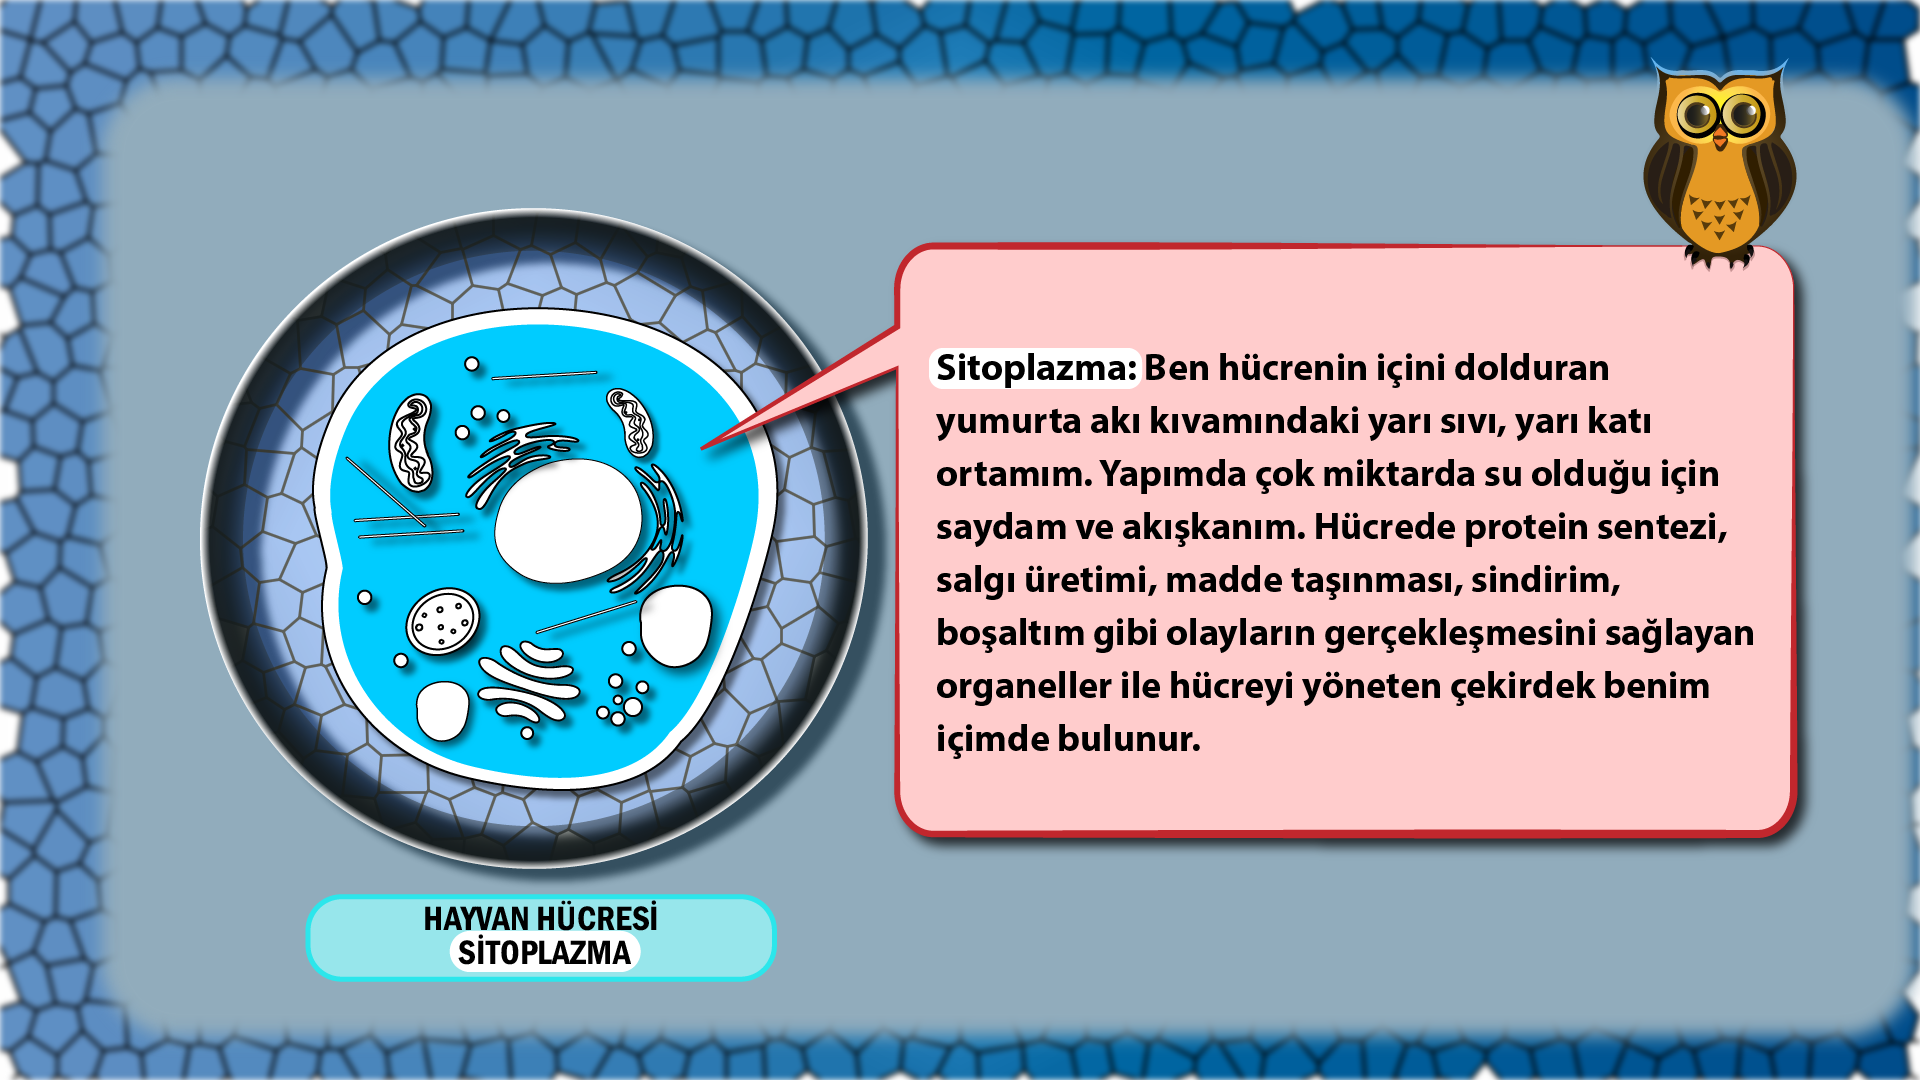 Sitoplazma: Ben hücrenin içini dolduran
yumurta akı kıvamındaki yarı sıvı, yarı katı
ortamım. Yapımda çok miktarda su olduğu için
saydam ve akışkanım. Hücrede protein sentezi,
salgı üretimi, madde taşınması, sindirim,
boşaltım gibi olayların gerçekleşmesini sağlayan
organeller ile hücreyi yöneten çekirdek benim
içimde bulunur.
HAYVAN HÜCRESİ
SİTOPLAZMA